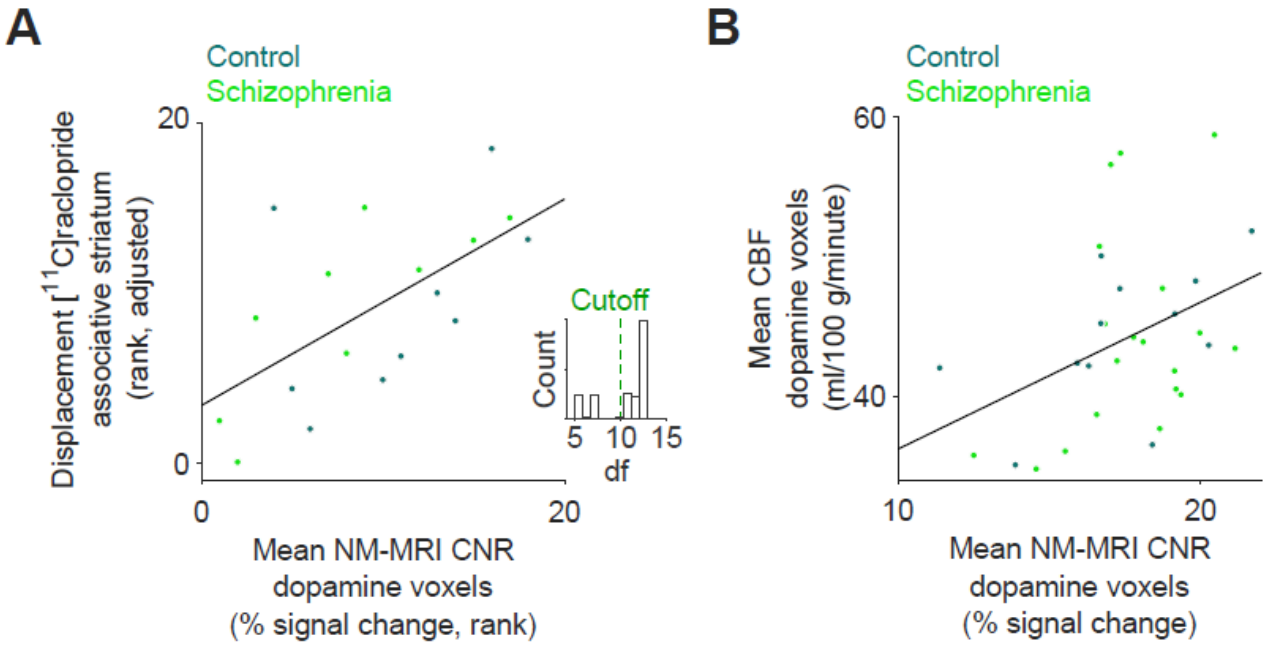 A
Control
Schizophrenia
20
0
Displacement [¹¹C]raclopride
associative striatum
(rank, adjusted)
0
20
Mean NM-MRI CNR
dopamine voxels
(% signal change, rank)
Cutoff
Count
5
10
15
df
B
Control
Schizophrenia
60
40
Mean CBF
dopamine voxels
(ml/100 g/minute)
10
20
Mean NM-MRI CNR
dopamine voxels
(% signal change)